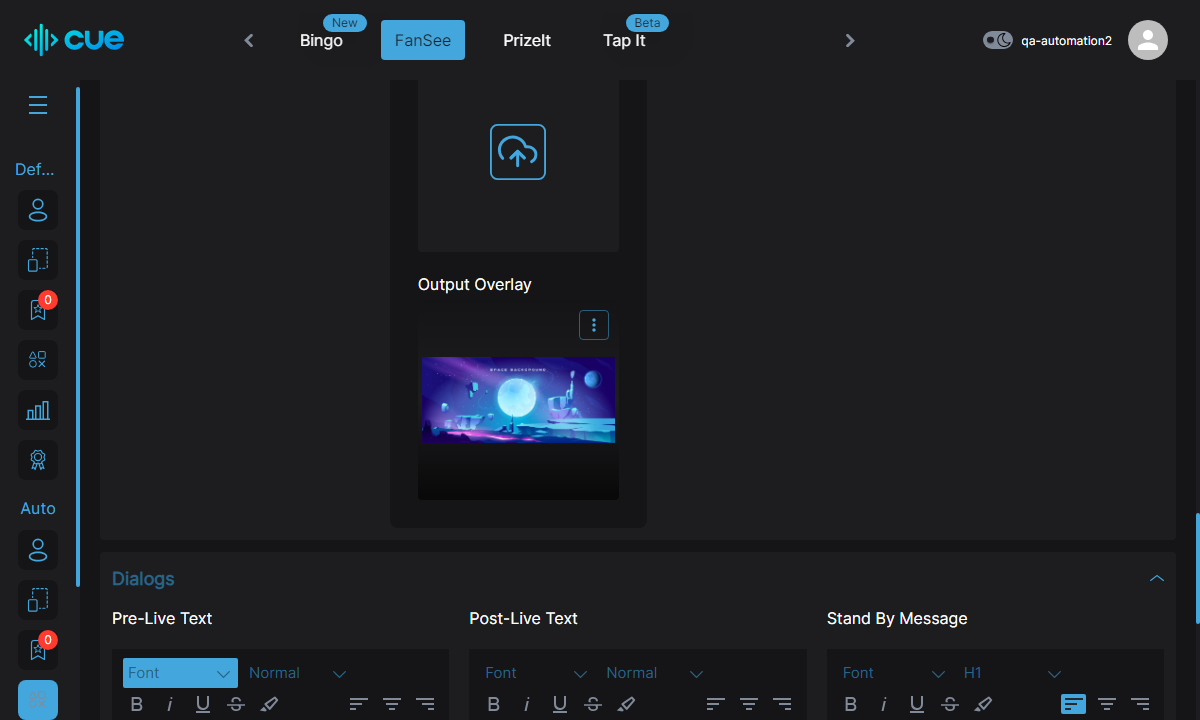 cue
New
Beta
Bingo
FanSee
PrizeIt
Tap It
qa-automation2
Def...
0
Output Overlay
SPACE BACKGROUND
Auto
0
Dialogs
Pre-Live Text
Post-Live Text
Stand By Message
Font
Normal
Font
Normal
Font
H1
B i U S
B i U S
B i U S